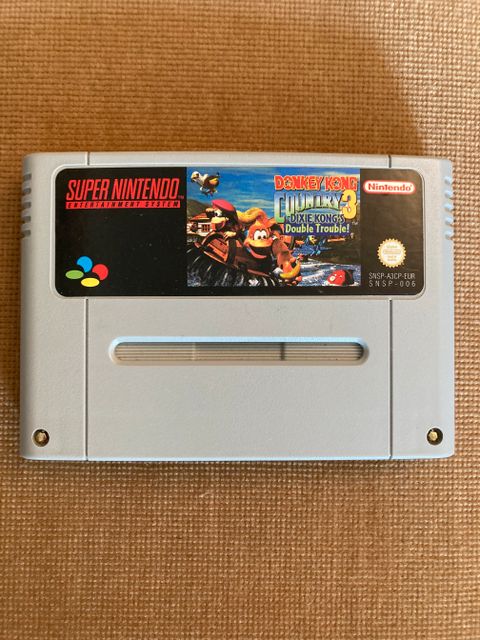 SUPER NINTENDO
ENTERTAINMENT SYSTEM
DONKEY KONG
COUNTRY 3
DIXIE KONG'S
Double Trouble!
Nintendo
SNSP-A3CP-EUR
SNSP-006